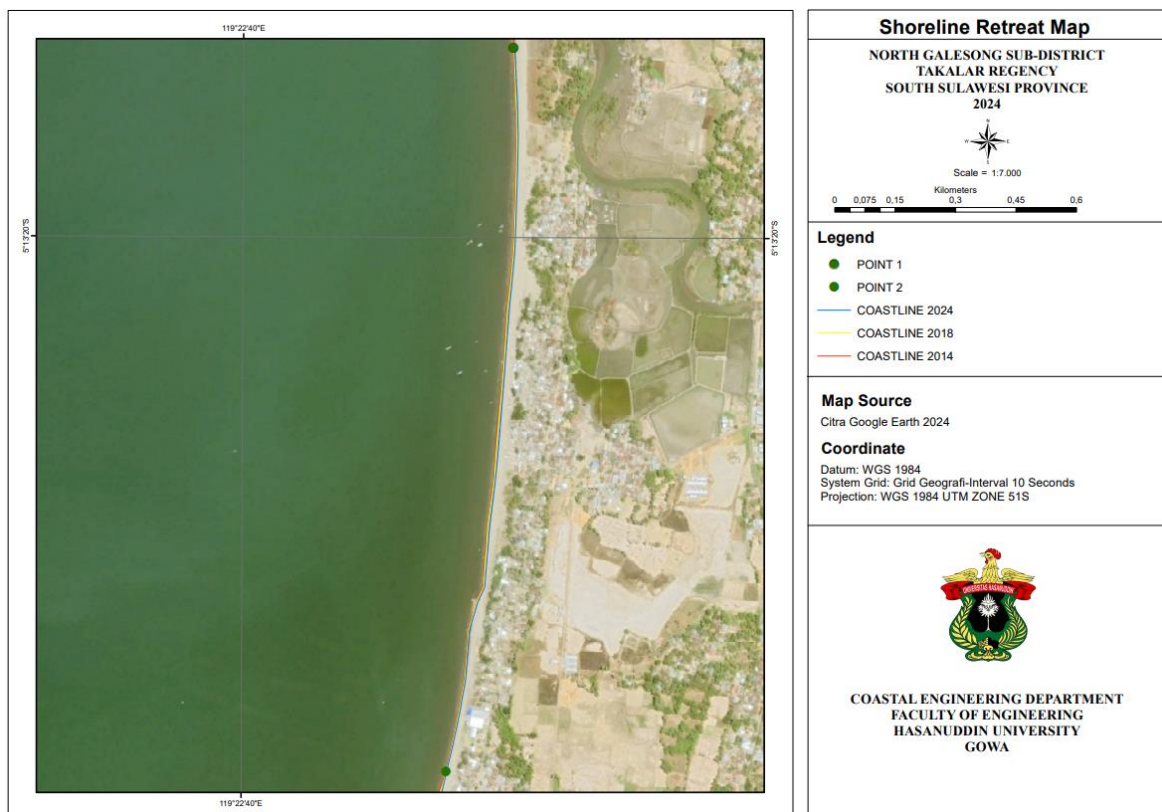 119°22'40"E
5°13'20"S
5°13'20"S
119°22'40"E
Shoreline Retreat Map
NORTH GALESONG SUB-DISTRICT
TAKALAR REGENCY
SOUTH SULAWESI PROVINCE
2024
N
W E
S
Scale = 1:7.000
Kilometers
0 0,075 0,15 0,3 0,45 0,6
Legend
POINT 1
POINT 2
COASTLINE 2024
COASTLINE 2018
COASTLINE 2014
Map Source
Citra Google Earth 2024
Coordinate
Datum: WGS 1984
System Grid: Grid Geografi-Interval 10 Seconds
Projection: WGS 1984 UTM ZONE 51S
UNIVERSITAS HASANUDDIN
COASTAL ENGINEERING DEPARTMENT
FACULTY OF ENGINEERING
HASANUDDIN UNIVERSITY
GOWA